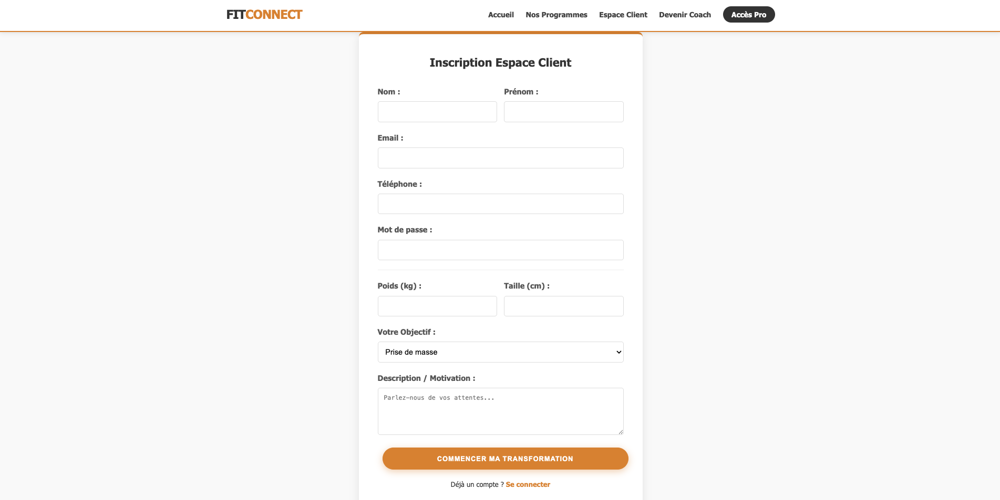 FITCONNECT
Accueil Nos Programmes Espace Client Devenir Coach Accès Pro
Inscription Espace Client
Nom : Prénom :
Email :
Téléphone :
Mot de passe :
Poids (kg) : Taille (cm) :
Votre Objectif :
Prise de masse
Description / Motivation :
Parlez-nous de vos attentes...
COMMENCER MA TRANSFORMATION
Déjà un compte ? Se connecter